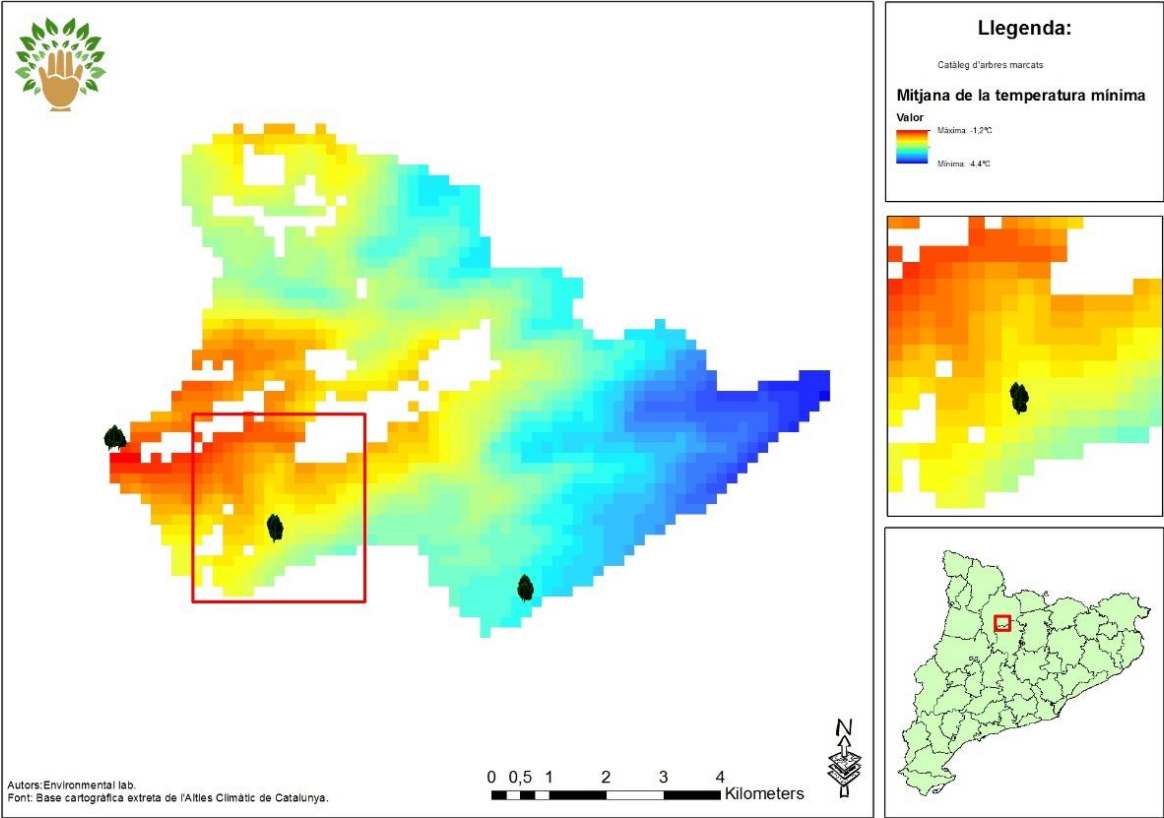 Llegenda:
Catàleg d'arbres marcats
Mitjana de la temperatura mínima
Valor
Màxima: -1,2ºC
Mínima: -4,4ºC
N
0 0,5 1 2 3 4
Kilometers
Autors:Environmental lab.
Font: Base cartogràfica extreta de l'Altles Climàtic de Catalunya.